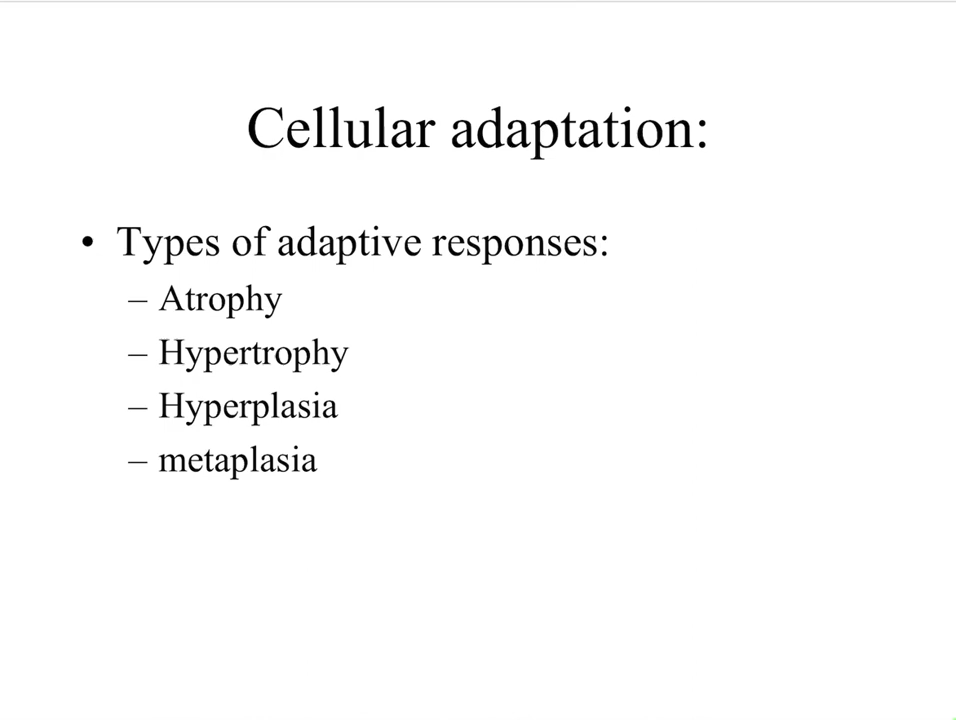 Cellular adaptation:
• Types of adaptive responses:
– Atrophy
– Hypertrophy
– Hyperplasia
– metaplasia